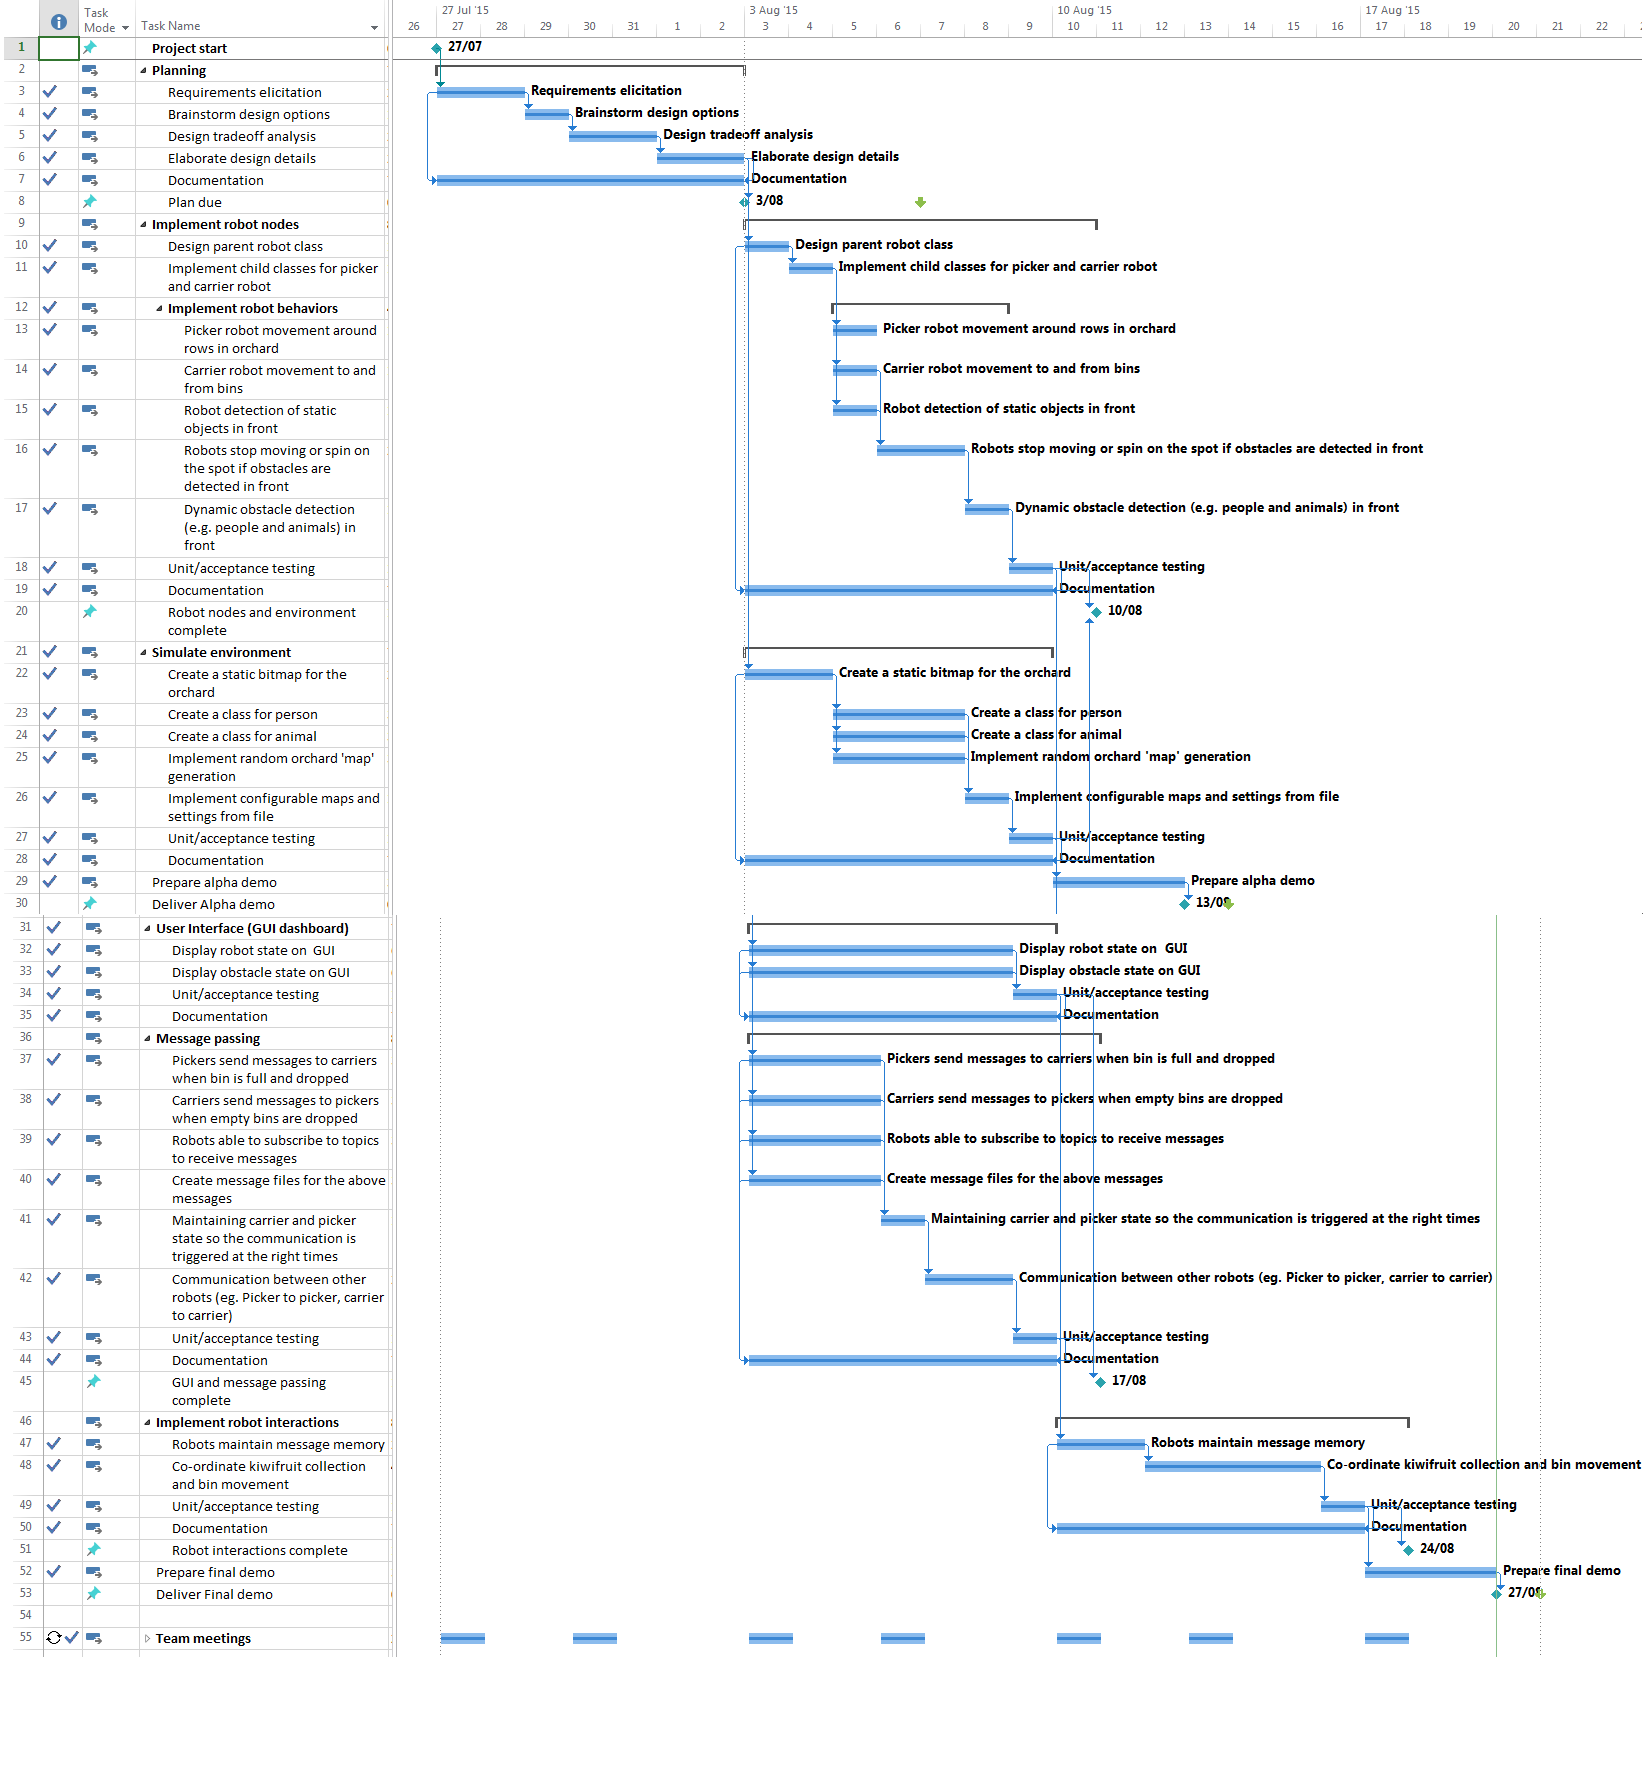 Task Mode
Task Name
27 Jul '15
3 Aug '15
10 Aug '15
17 Aug '15
26 27 28 29 30 31 1 2 3 4 5 6 7 8 9 10 11 12 13 14 15 16 17 18 19 20 21 22
1 Project start 27/07
2 Planning
3 Requirements elicitation Requirements elicitation
4 Brainstorm design options Brainstorm design options
5 Design tradeoff analysis Design tradeoff analysis
6 Elaborate design details Elaborate design details
7 Documentation Documentation
8 Plan due 3/08
9 Implement robot nodes
10 Design parent robot class Design parent robot class
11 Implement child classes for picker Implement child classes for picker and carrier robot
and carrier robot
12 Implement robot behaviors
13 Picker robot movement around Picker robot movement around rows in orchard
rows in orchard
14 Carrier robot movement to and Carrier robot movement to and from bins
from bins
15 Robot detection of static Robot detection of static objects in front
objects in front
16 Robots stop moving or spin on Robots stop moving or spin on the spot if obstacles are detected in front
the spot if obstacles are
detected in front
17 Dynamic obstacle detection Dynamic obstacle detection (e.g. people and animals) in front
(e.g. people and animals) in
front
18 Unit/acceptance testing Unit/acceptance testing
19 Documentation Documentation
20 Robot nodes and environment 10/08
complete
21 Simulate environment
22 Create a static bitmap for the Create a static bitmap for the orchard
orchard
23 Create a class for person Create a class for person
24 Create a class for animal Create a class for animal
25 Implement random orchard 'map' Implement random orchard 'map' generation
generation
26 Implement configurable maps and Implement configurable maps and settings from file
settings from file
27 Unit/acceptance testing Unit/acceptance testing
28 Documentation Documentation
29 Prepare alpha demo Prepare alpha demo
30 Deliver Alpha demo 13/08
31 User Interface (GUI dashboard)
32 Display robot state on GUI Display robot state on GUI
33 Display obstacle state on GUI Display obstacle state on GUI
34 Unit/acceptance testing Unit/acceptance testing
35 Documentation Documentation
36 Message passing
37 Pickers send messages to carriers Pickers send messages to carriers when bin is full and dropped
when bin is full and dropped
38 Carriers send messages to pickers Carriers send messages to pickers when empty bins are dropped
when empty bins are dropped
39 Robots able to subscribe to topics Robots able to subscribe to topics to receive messages
to receive messages
40 Create message files for the above Create message files for the above messages
messages
41 Maintaining carrier and picker Maintaining carrier and picker state so the communication is triggered at the right times
state so the communication is
triggered at the right times
42 Communication between other Communication between other robots (eg. Picker to picker, carrier to carrier)
robots (eg. Picker to picker, carrier
to carrier)
43 Unit/acceptance testing Unit/acceptance testing
44 Documentation Documentation
45 GUI and message passing 17/08
complete
46 Implement robot interactions
47 Robots maintain message memory Robots maintain message memory
48 Co-ordinate kiwifruit collection Co-ordinate kiwifruit collection and bin movement
and bin movement
49 Unit/acceptance testing Unit/acceptance testing
50 Documentation Documentation
51 Robot interactions complete 24/08
52 Prepare final demo Prepare final demo
53 Deliver Final demo 27/08
54
55 Team meetings